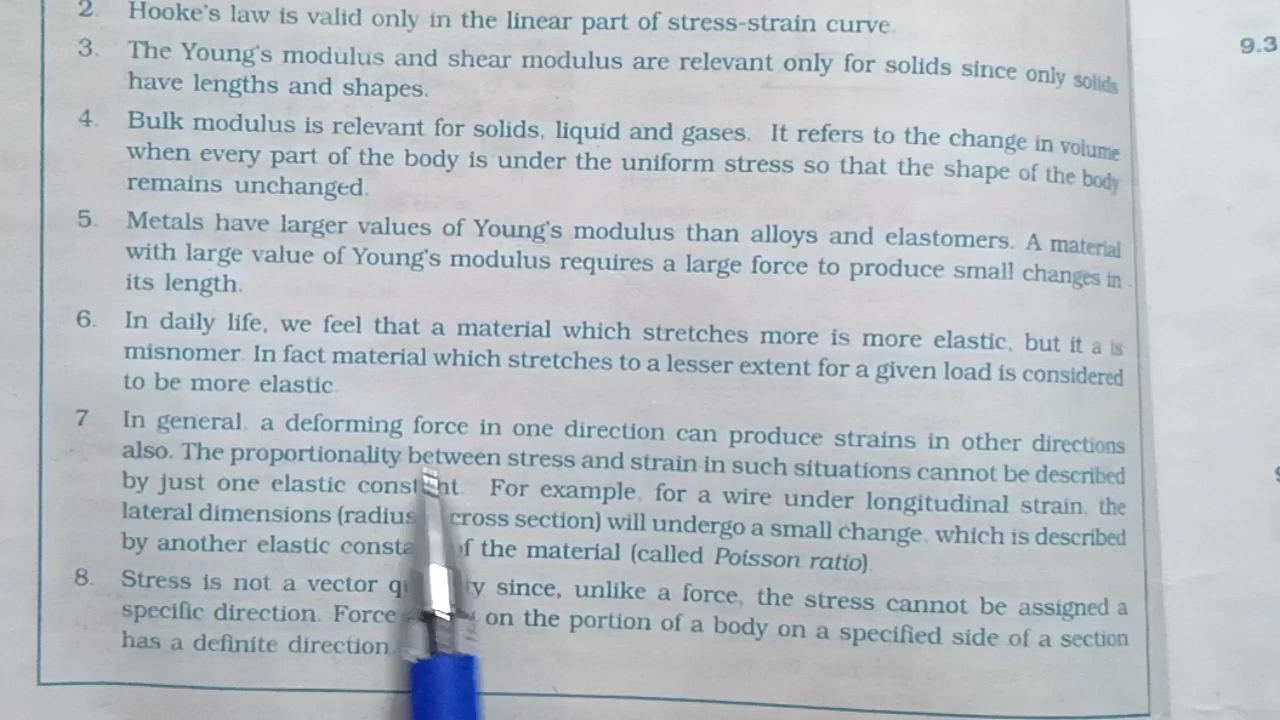 2. Hooke's law is valid only in the linear part of stress-strain curve.
3. The Young's modulus and shear modulus are relevant only for solids since only solids
have lengths and shapes.
4. Bulk modulus is relevant for solids, liquid and gases. It refers to the change in volume
when every part of the body is under the uniform stress so that the shape of the body
remains unchanged.
5. Metals have larger values of Young's modulus than alloys and elastomers. A material
with large value of Young's modulus requires a large force to produce small changes in
its length.
6. In daily life, we feel that a material which stretches more is more elastic, but it a is
misnomer. In fact material which stretches to a lesser extent for a given load is considered
to be more elastic.
7. In general, a deforming force in one direction can produce strains in other directions
also. The proportionality between stress and strain in such situations cannot be described
by just one elastic For example, for a wire under longitudinal strain, the
lateral dimensions (radius cross section) will undergo a small change, which is described
by another elastic of the material (called Poisson ratio).
8. Stress is not a vector since, unlike a force, the stress cannot be assigned a
specific direction. Force on the portion of a body on a specified side of a section
has a definite direction.
9.3